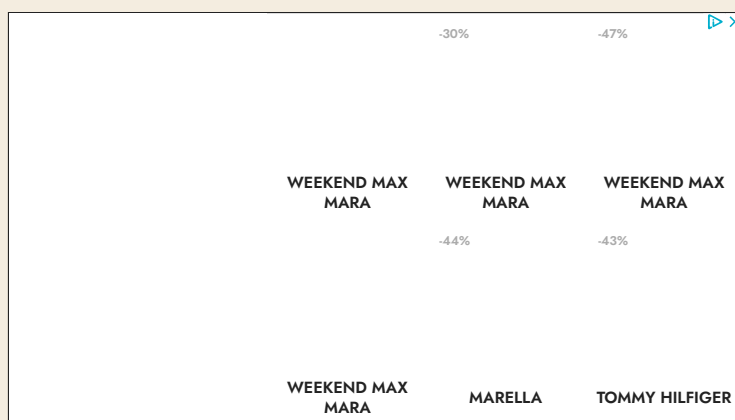 -30%
-47%
WEEKEND MAX
MARA
WEEKEND MAX
MARA
WEEKEND MAX
MARA
-44%
-43%
WEEKEND MAX
MARA
MARELLA
TOMMY HILFIGER